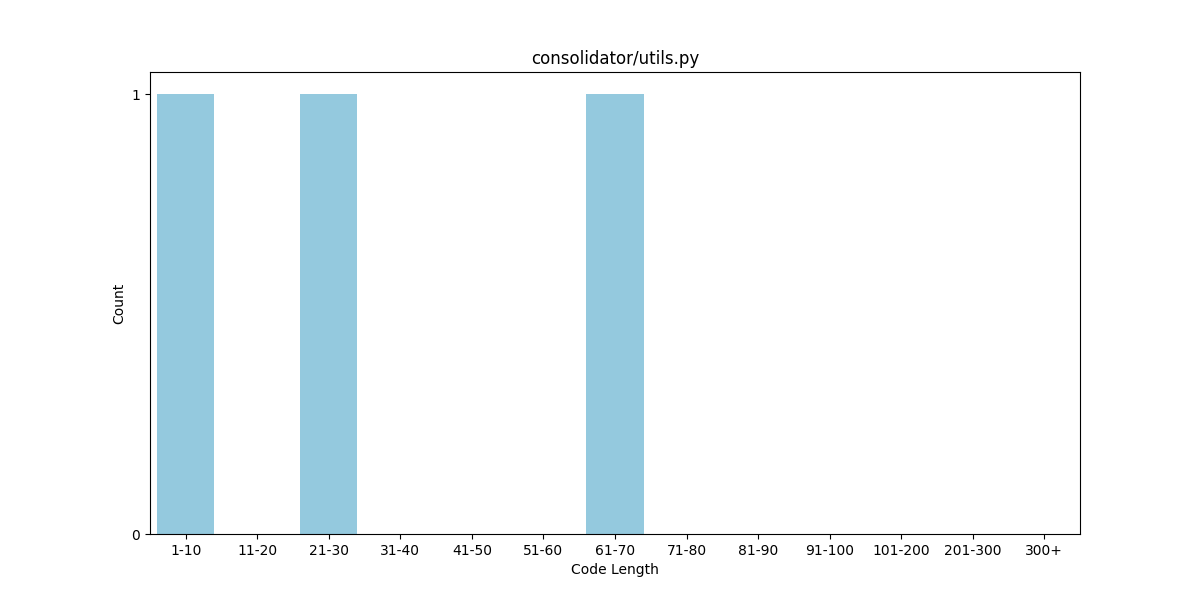 consolidator/utils.py
1
Count
0
1-10 11-20 21-30 31-40 41-50 51-60 61-70 71-80 81-90 91-100 101-200 201-300 300+
Code Length